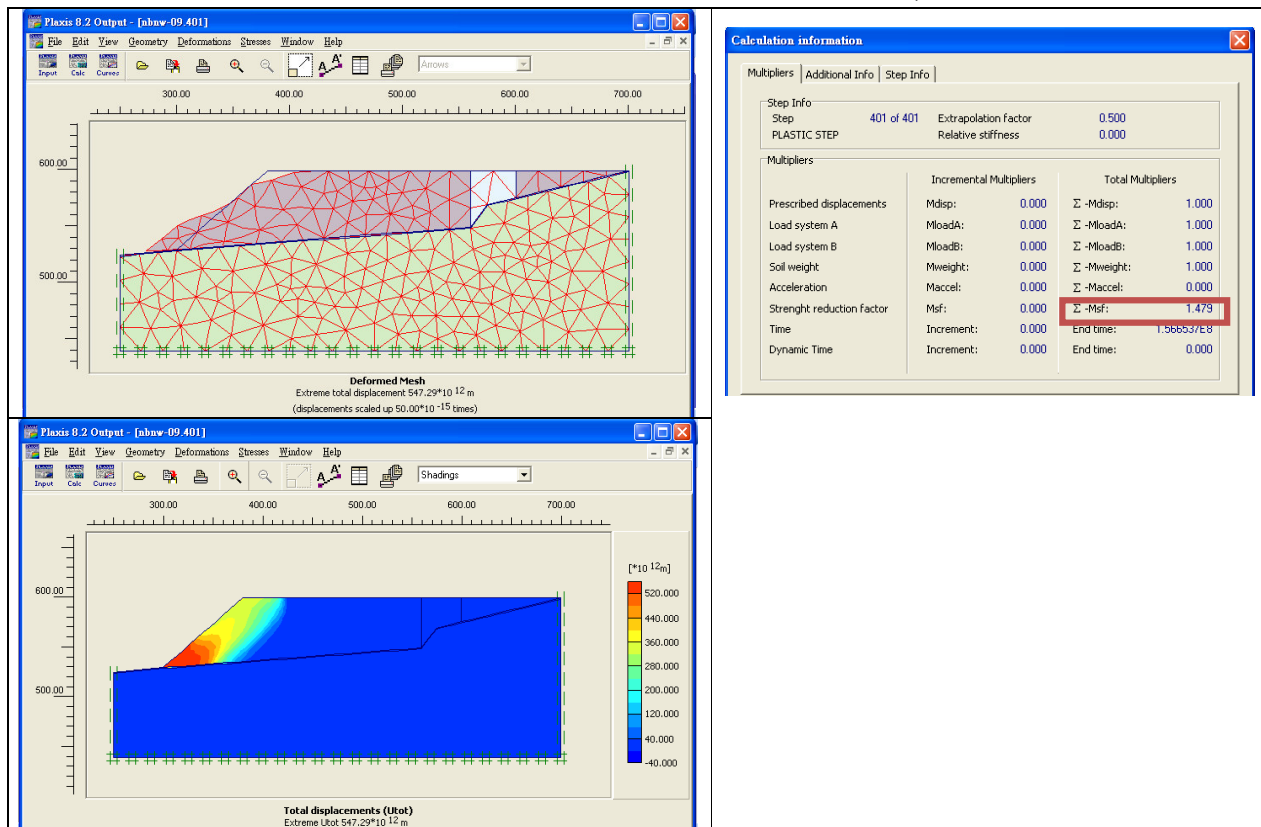 Plaxis 8.2 Output - [nbnw-09.401]
File Edit View Geometry Deformations Stresses Window Help
Input Calc Curves A A' Arrows
300.00 400.00 500.00 600.00 700.00
600.00
500.00
Deformed Mesh
Extreme total displacement 547.29*10 12 m
(displacements scaled up 50.00*10 -15 times)
Calculation information
Multipliers Additional Info Step Info
Step Info
Step 401 of 401 Extrapolation factor 0.500
PLASTIC STEP Relative stiffness 0.000
Multipliers
Incremental Multipliers Total Multipliers
Prescribed displacements Mdisp: 0.000 Σ -Mdisp: 1.000
Load system A MloadA: 0.000 Σ -MloadA: 1.000
Load system B MloadB: 0.000 Σ -MloadB: 1.000
Soil weight Mweight: 0.000 Σ -Mweight: 1.000
Acceleration Maccel: 0.000 Σ -Maccel: 0.000
Strenght reduction factor Msf: 0.000 Σ -Msf: 1.479
Time Increment: 0.000 End time: 1.566537E8
Dynamic Time Increment: 0.000 End time: 0.000
Plaxis 8.2 Output - [nbnw-09.401]
File Edit View Geometry Deformations Stresses Window Help
Input Calc Curves A A' Shadings
300.00 400.00 500.00 600.00 700.00
600.00
500.00
[*10 12m]
520.000
440.000
360.000
280.000
200.000
120.000
40.000
-40.000
Total displacements (Utot)
Extreme Utot 547.29*10 12 m